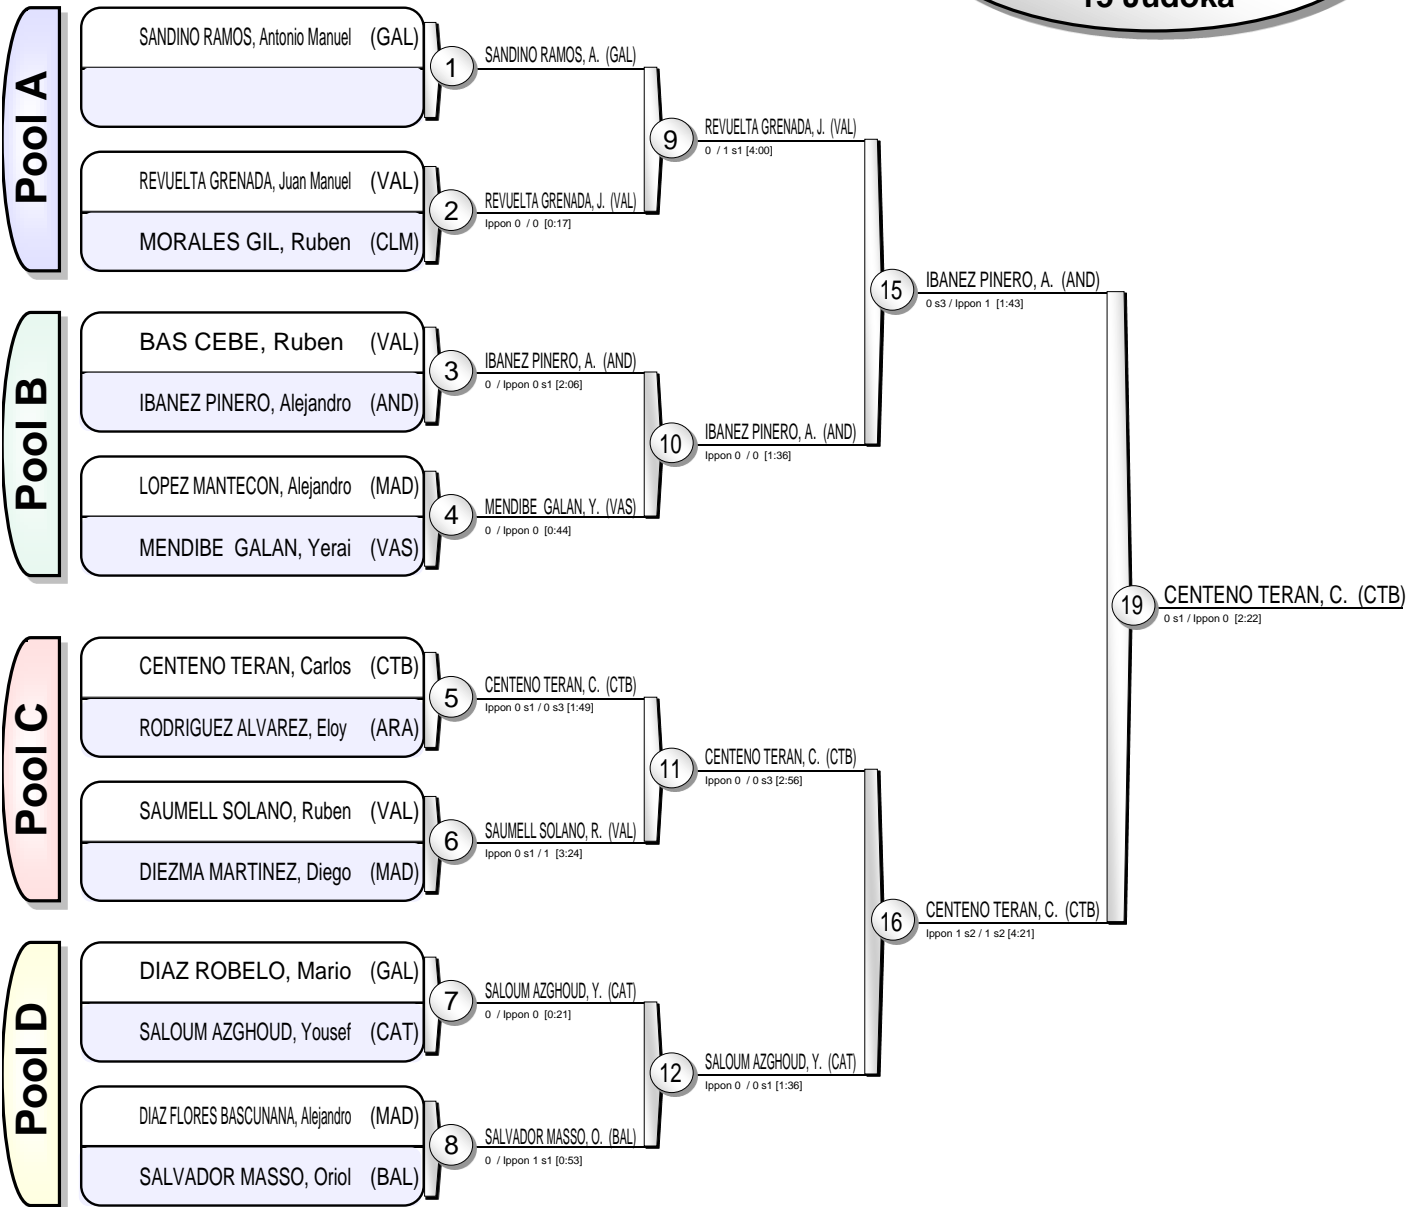 15 Judoka
Pool A
SANDINO RAMOS, Antonio Manuel (GAL)
1
SANDINO RAMOS, A. (GAL)
REVUELTA GRENADA, Juan Manuel (VAL)
MORALES GIL, Ruben (CLM)
2
REVUELTA GRENADA, J. (VAL)
Ippon 0 / 0 [0:17]
9
REVUELTA GRENADA, J. (VAL)
0 / 1 s1 [4:00]
Pool B
BAS CEBE, Ruben (VAL)
IBANEZ PINERO, Alejandro (AND)
3
IBANEZ PINERO, A. (AND)
0 / Ippon 0 s1 [2:06]
LOPEZ MANTECON, Alejandro (MAD)
MENDIBE GALAN, Yerai (VAS)
4
MENDIBE GALAN, Y. (VAS)
0 / Ippon 0 [0:44]
10
IBANEZ PINERO, A. (AND)
Ippon 0 / 0 [1:36]
15
IBANEZ PINERO, A. (AND)
0 s3 / Ippon 1 [1:43]
Pool C
CENTENO TERAN, Carlos (CTB)
RODRIGUEZ ALVAREZ, Eloy (ARA)
5
CENTENO TERAN, C. (CTB)
Ippon 0 s1 / 0 s3 [1:49]
SAUMELL SOLANO, Ruben (VAL)
DIEZMA MARTINEZ, Diego (MAD)
6
SAUMELL SOLANO, R. (VAL)
Ippon 0 s1 / 1 [3:24]
11
CENTENO TERAN, C. (CTB)
Ippon 0 / 0 s3 [2:56]
Pool D
DIAZ ROBELO, Mario (GAL)
SALOUM AZGHOUD, Yousef (CAT)
7
SALOUM AZGHOUD, Y. (CAT)
0 / Ippon 0 [0:21]
DIAZ FLORES BASCUNANA, Alejandro (MAD)
SALVADOR MASSO, Oriol (BAL)
8
SALVADOR MASSO, O. (BAL)
0 / Ippon 1 s1 [0:53]
12
SALOUM AZGHOUD, Y. (CAT)
Ippon 0 / 0 s1 [1:36]
16
CENTENO TERAN, C. (CTB)
Ippon 1 s2 / 1 s2 [4:21]
19
CENTENO TERAN, C. (CTB)
0 s1 / Ippon 0 [2:22]